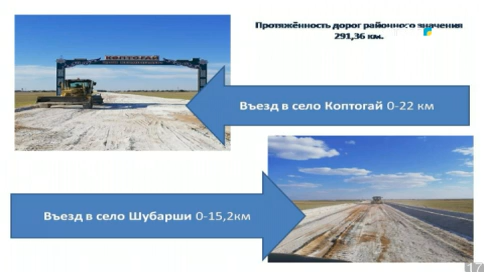 Протяжённость дорог районного значения
291,36 км.
КОПТОГАЙ
Въезд в село Коптогай 0-22 км
Въезд в село Шубарши 0-15,2км
17